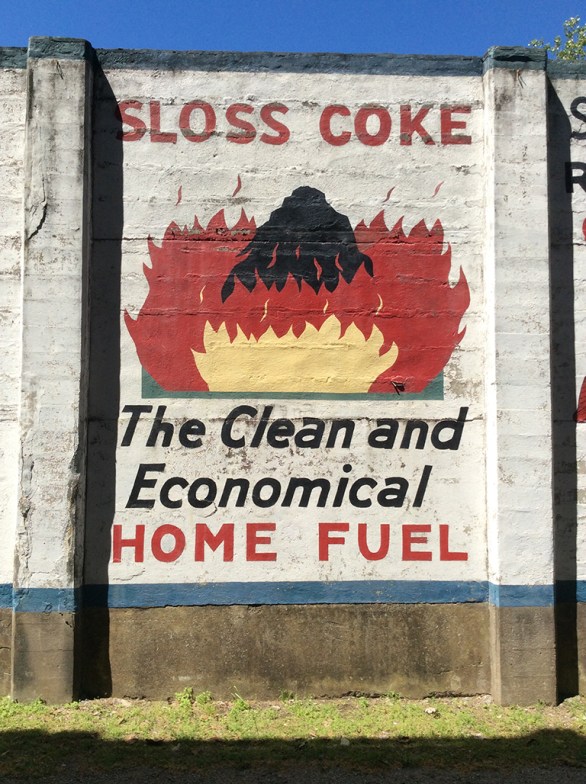 SLOSS COKE
The Clean and
Economical
HOME FUEL